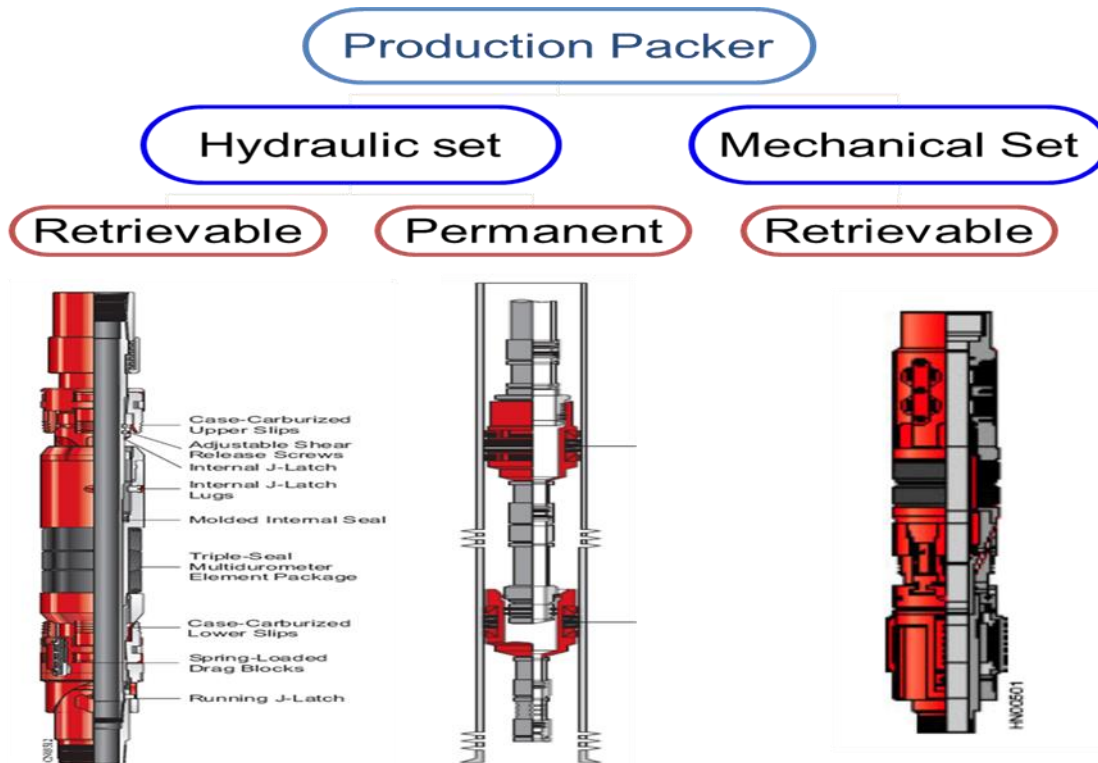 Production Packer
Hydraulic set
Mechanical Set
Retrievable
Permanent
Retrievable
Case-Carburized
Upper Slips
Adjustable Shear
Release Screws
Internal J-Latch
Internal J-Latch
Lugs
Molded Internal Seal
Triple-Seal
Multidurometer
Element Package
Case-Carburized
Lower Slips
Spring-Loaded
Drag Blocks
Running J-Latch
HN00501